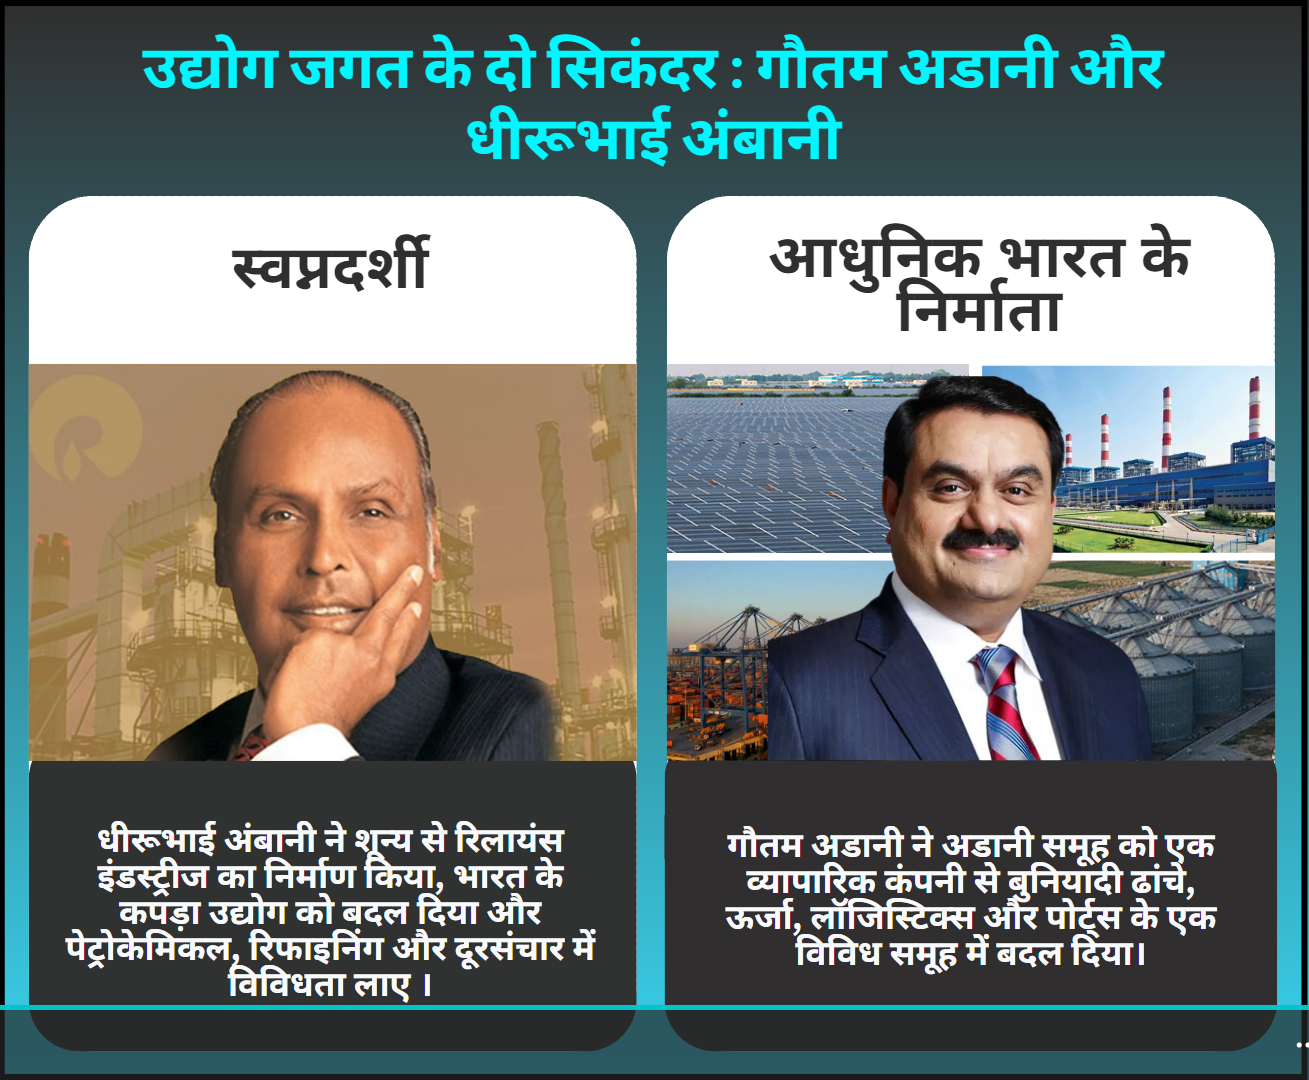 उद्योग जगत के दो सिकंदर : गौतम अडानी और
धीरूभाई अंबानी
स्वप्नदर्शी
आधुनिक भारत के
निर्माता
धीरूभाई अंबानी ने शून्य से रिलायंस
इंडस्ट्रीज का निर्माण किया, भारत के
कपड़ा उद्योग को बदल दिया और
पेट्रोकेमिकल, रिफाइनिंग और दूरसंचार में
विविधता लाए ।
गौतम अडानी ने अडानी समूह को एक
व्यापारिक कंपनी से बुनियादी ढांचे,
ऊर्जा, लॉजिस्टिक्स और पोर्ट्स के एक
विविध समूह में बदल दिया।